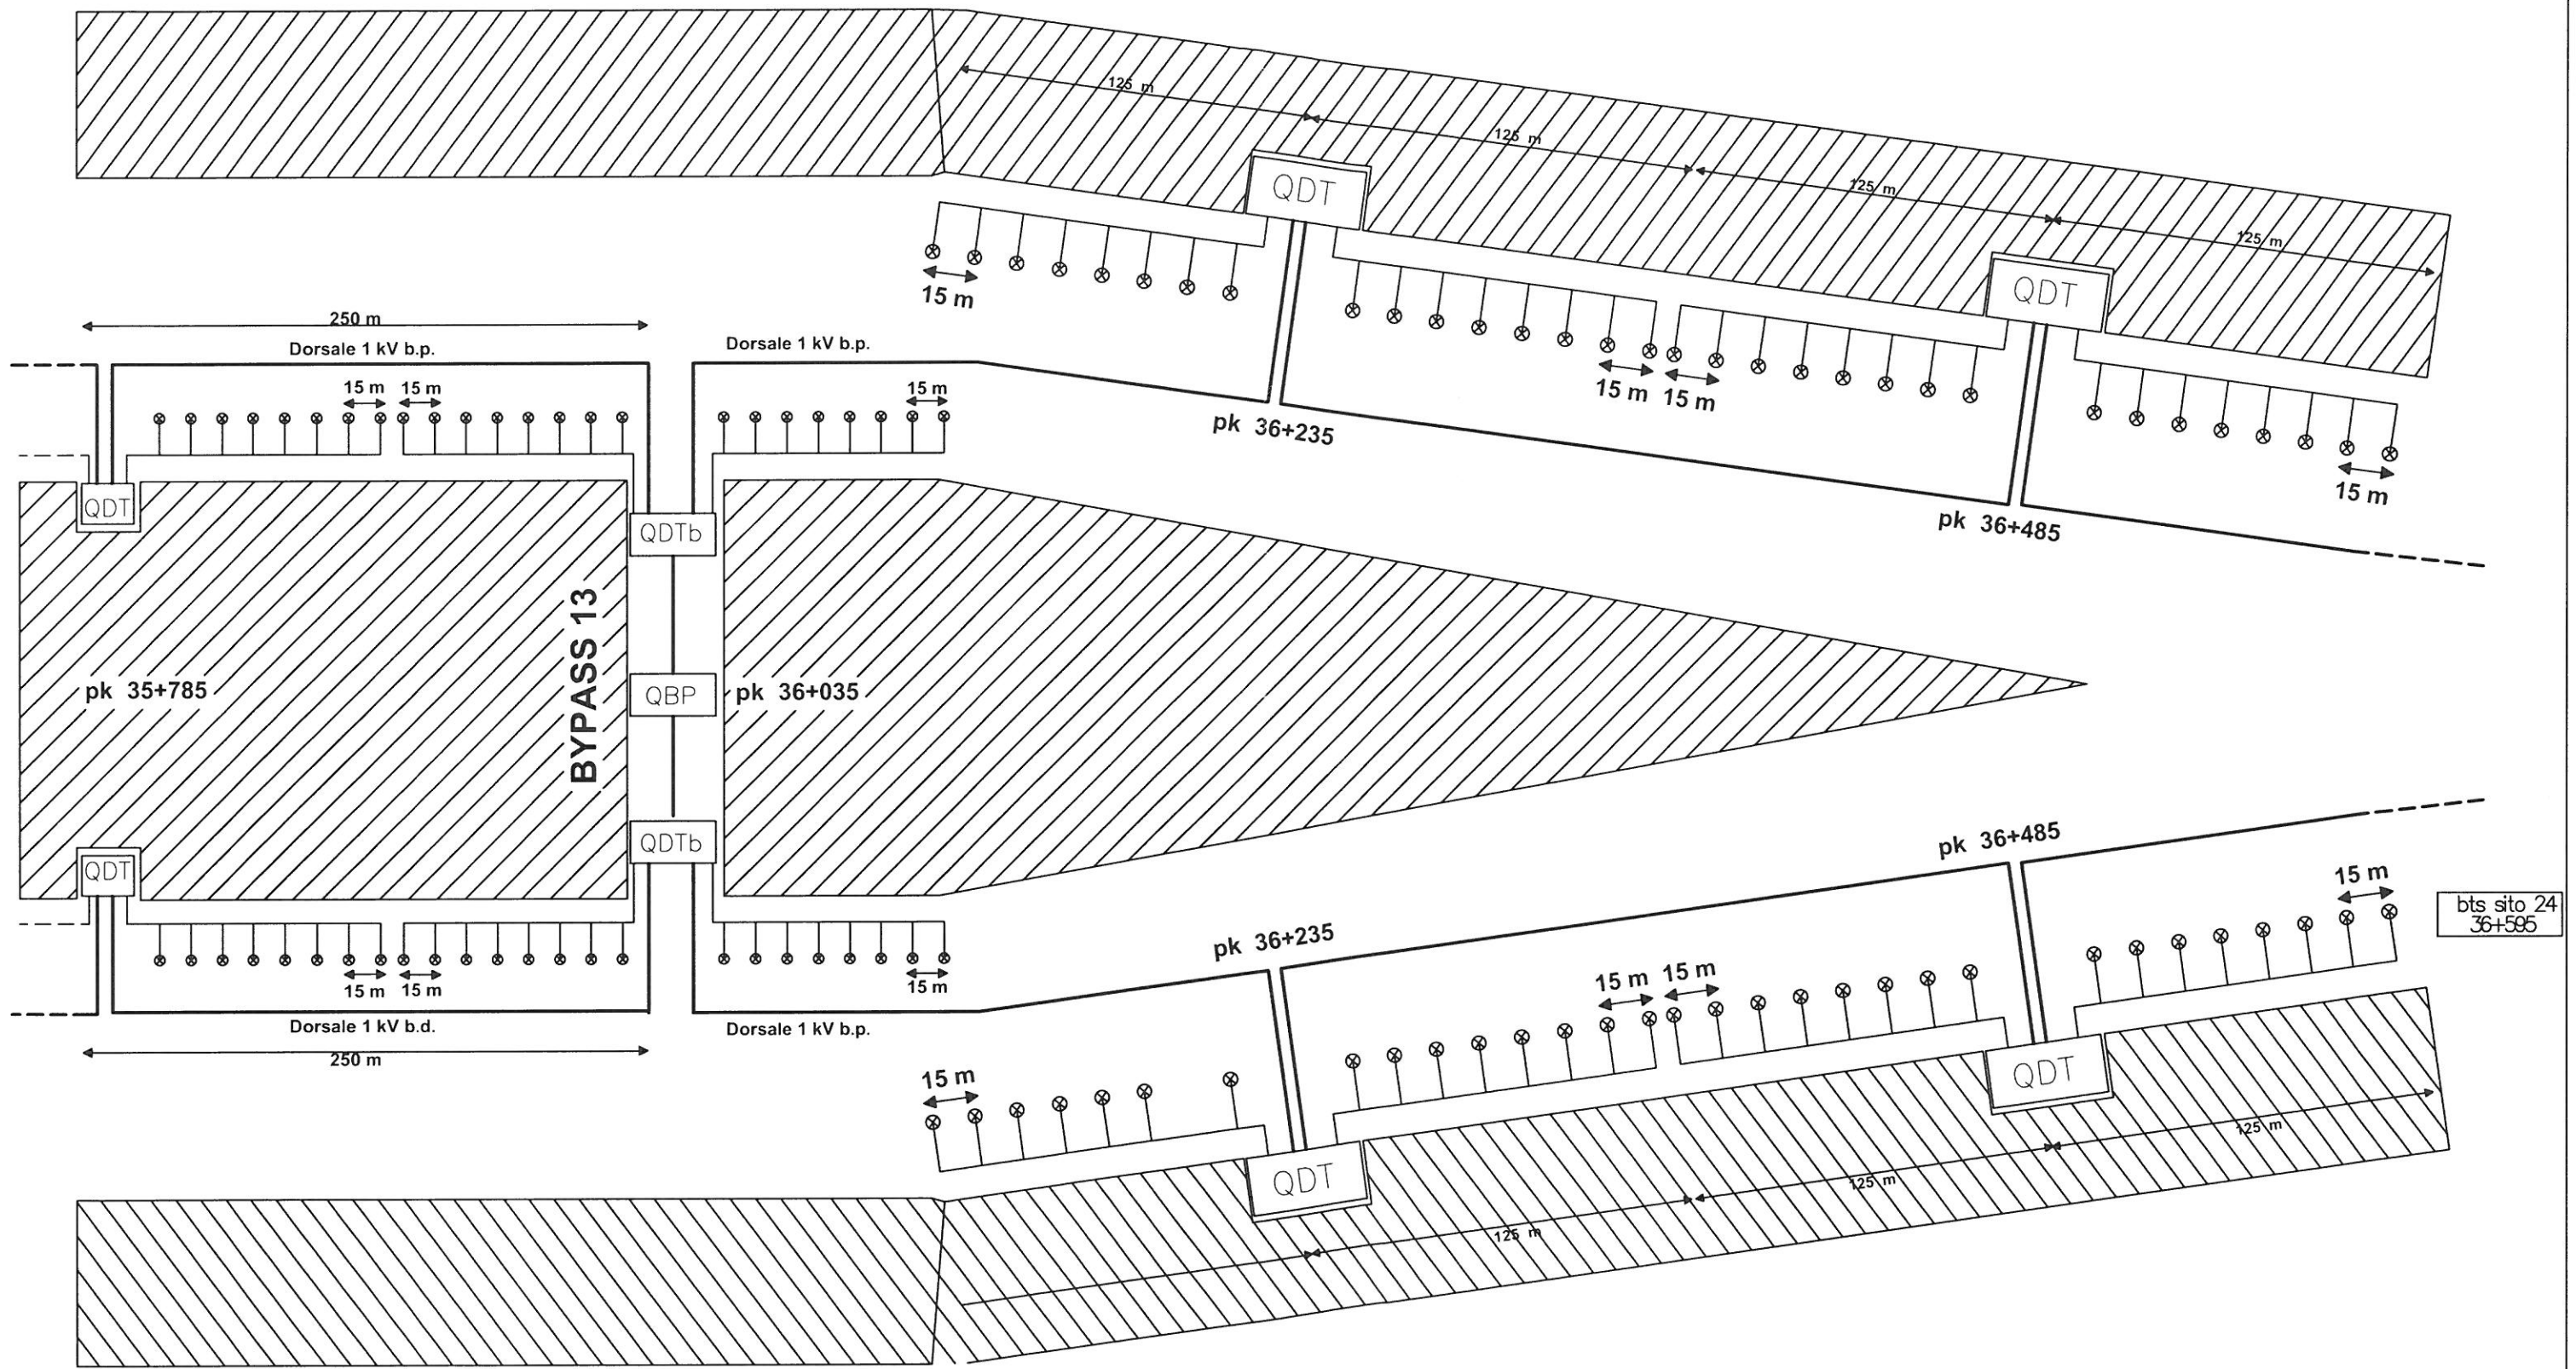 125 m
125 m
QDT
125 m
125 m
15 m
QDT
250 m
Dorsale 1 kV b.p.
Dorsale 1 kV b.p.
15 m
15 m
15 m
15 m
15 m
pk 36+235
15 m
QDT
QDTb
pk 36+485
BYPASS 13
pk 35+785
QBP
pk 36+035
QDT
QDTb
pk 36+485
15 m
bts sito 24
36+595
pk 36+235
15 m
15 m
15 m
15 m
15 m
Dorsale 1 kV b.d.
Dorsale 1 kV b.p.
250 m
15 m
QDT
125 m
QDT
125 m
125 m